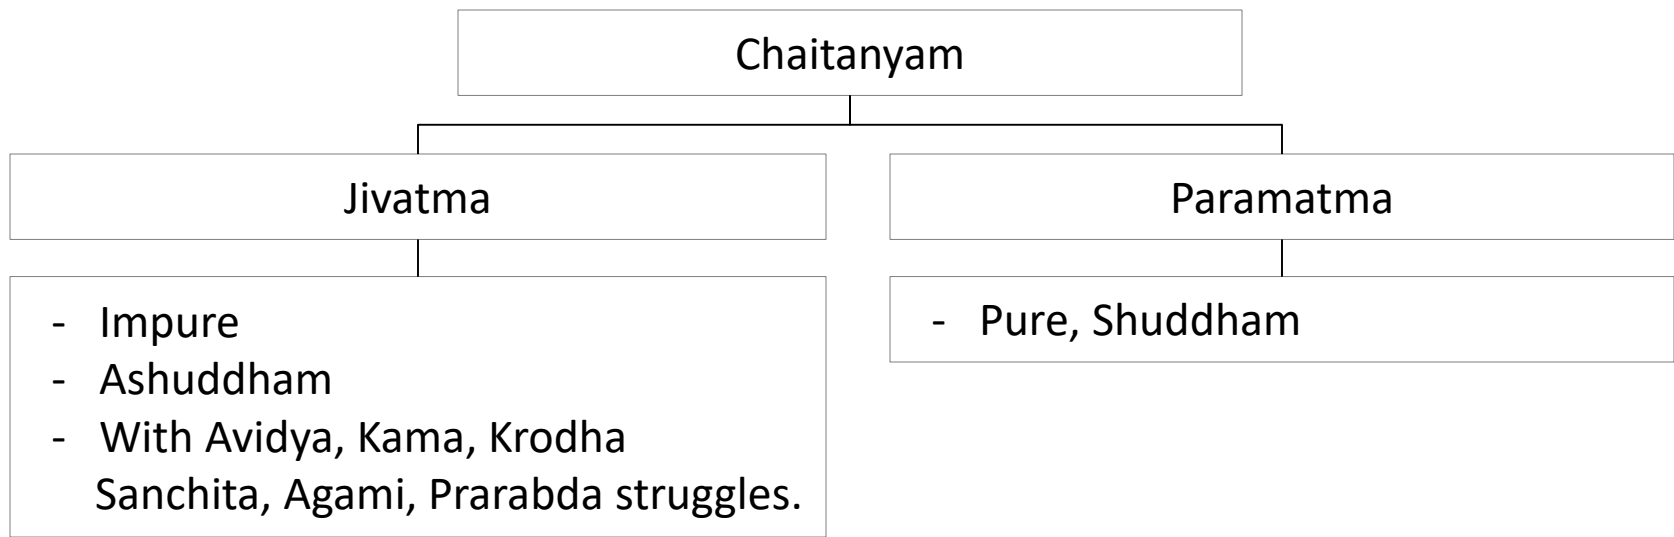 Chaitanyam
Jivatma
Paramatma
- Impure
- Ashuddham
- With Avidya, Kama, Krodha
Sanchita, Agami, Prarabda struggles.
- Pure, Shuddham